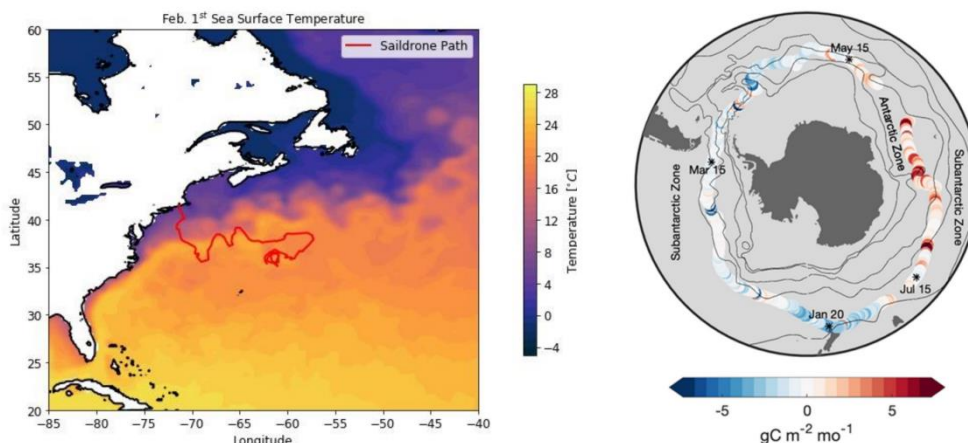 Feb. 1st Sea Surface Temperature
Saildrone Path
60
55
50
45
40
35
30
25
20
Latitude
−85 −80 −75 −70 −65 −60 −55 −50 −45 −40
Longitude
28
24
20
16
12
8
4
0
−4
Temperature [°C]
May 15
Antarctic Zone
Subantarctic Zone
Mar 15
Subantarctic Zone
Jul 15
Jan 20
-5 0 5
gC m-2 mo-1